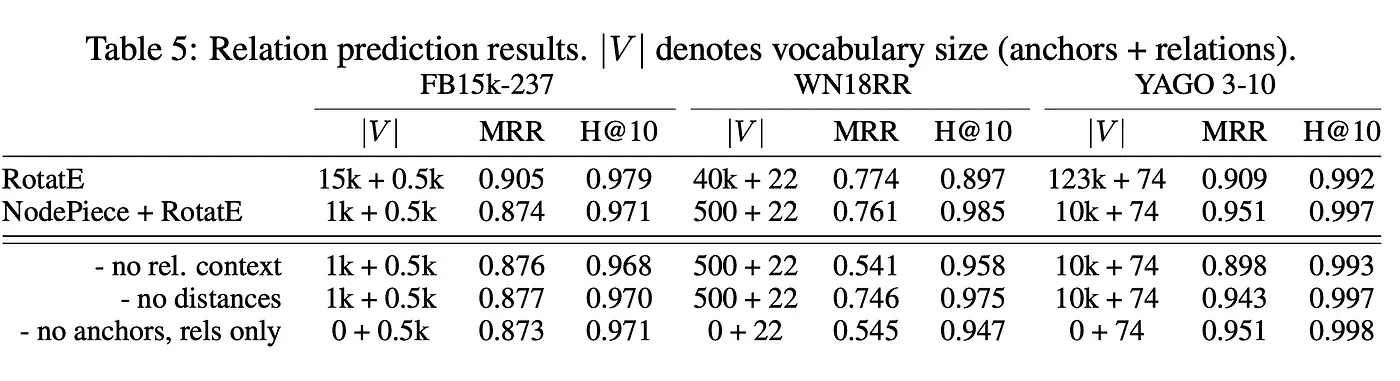 Table 5: Relation prediction results. |V| denotes vocabulary size (anchors + relations).
FB15k-237 WN18RR YAGO 3-10
|V| MRR H@10 |V| MRR H@10 |V| MRR H@10
RotatE 15k + 0.5k 0.905 0.979 40k + 22 0.774 0.897 123k + 74 0.909 0.992
NodePiece + RotatE 1k + 0.5k 0.874 0.971 500 + 22 0.761 0.985 10k + 74 0.951 0.997
- no rel. context 1k + 0.5k 0.876 0.968 500 + 22 0.541 0.958 10k + 74 0.898 0.993
- no distances 1k + 0.5k 0.877 0.970 500 + 22 0.746 0.975 10k + 74 0.943 0.997
- no anchors, rels only 0 + 0.5k 0.873 0.971 0 + 22 0.545 0.947 0 + 74 0.951 0.998